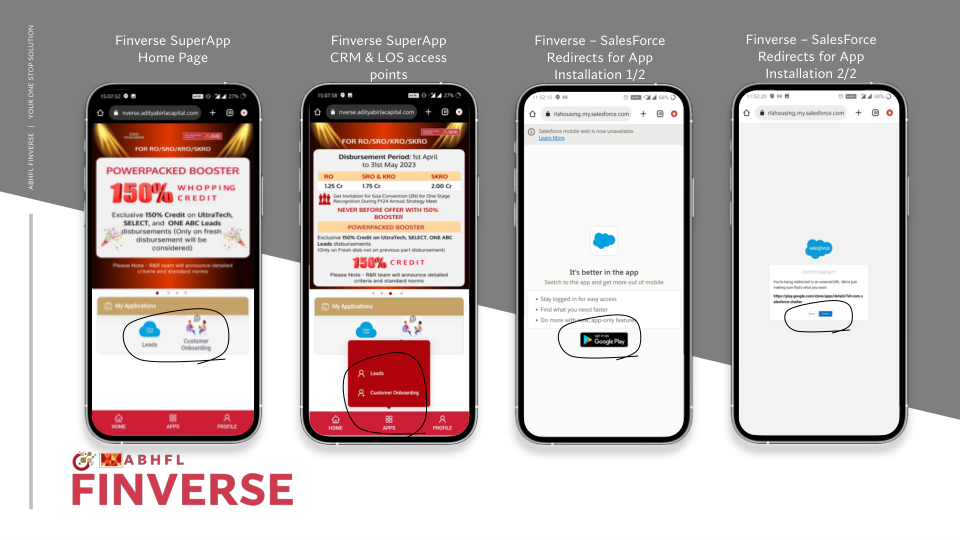 ABHFL FINVERSE | YOUR ONE STOP SOLUTION
Finverse SuperApp
Home Page
Finverse SuperApp
CRM & LOS access
points
Finverse – SalesForce
Redirects for App
Installation 1/2
Finverse – SalesForce
Redirects for App
Installation 2/2
15:07:52
27%
nverse.adityabirlacapital.com
FOR RO/SRO/KRO/SKRO
POWERPACKED BOOSTER
150% WHOPPING
CREDIT
Exclusive 150% Credit on UltraTech,
SELECT, and ONE ABC Leads
disbursements (Only on fresh
disbursement will be
considered)
Please Note - R&R team will announce detailed
criteria and standard norms
My Applications
Leads
Customer
Onboarding
HOME
APPS
PROFILE
15:07:58
27%
nverse.adityabirlacapital.com
FOR RO/SRO/KRO/SKRO
Disbursement Period: 1st April
to 31st May 2023
RO SRO & KRO SKRO
1.25 Cr 1.75 Cr 2.00 Cr
Get Invitation for Goa Convention (2N) for One Stage
Recognition During FY24 Annual Strategy Meet
NEVER BEFORE OFFER WITH 150%
BOOSTER
POWERPACKED BOOSTER
Exclusive 150% Credit on UltraTech, SELECT, ONE ABC
Leads disbursements
(Only on Fresh disb not on previous part disbursement)
150% CREDIT
Please Note - R&R team will announce detailed
criteria and standard norms
My Applications
Leads
Customer Onboarding
HOME
APPS
PROFILE
68%
rlahousing.my.salesforce.com
Salesforce mobile web is now unavailable.
Learn More
It's better in the app
Switch to the app and get more out of mobile
• Stay logged in for easy access
• Find what you need faster
• Do more with new, app-only features
GET IT ON
Google Play
68%
rlahousing.my.salesforce.com
salesforce
Confirm redirect?
You're being redirected to an external URL. We're just
making sure that's what you want.
https://play.google.com/store/apps/details?id=com.s
alesforce.chatter
ABHFL
FINVERSE